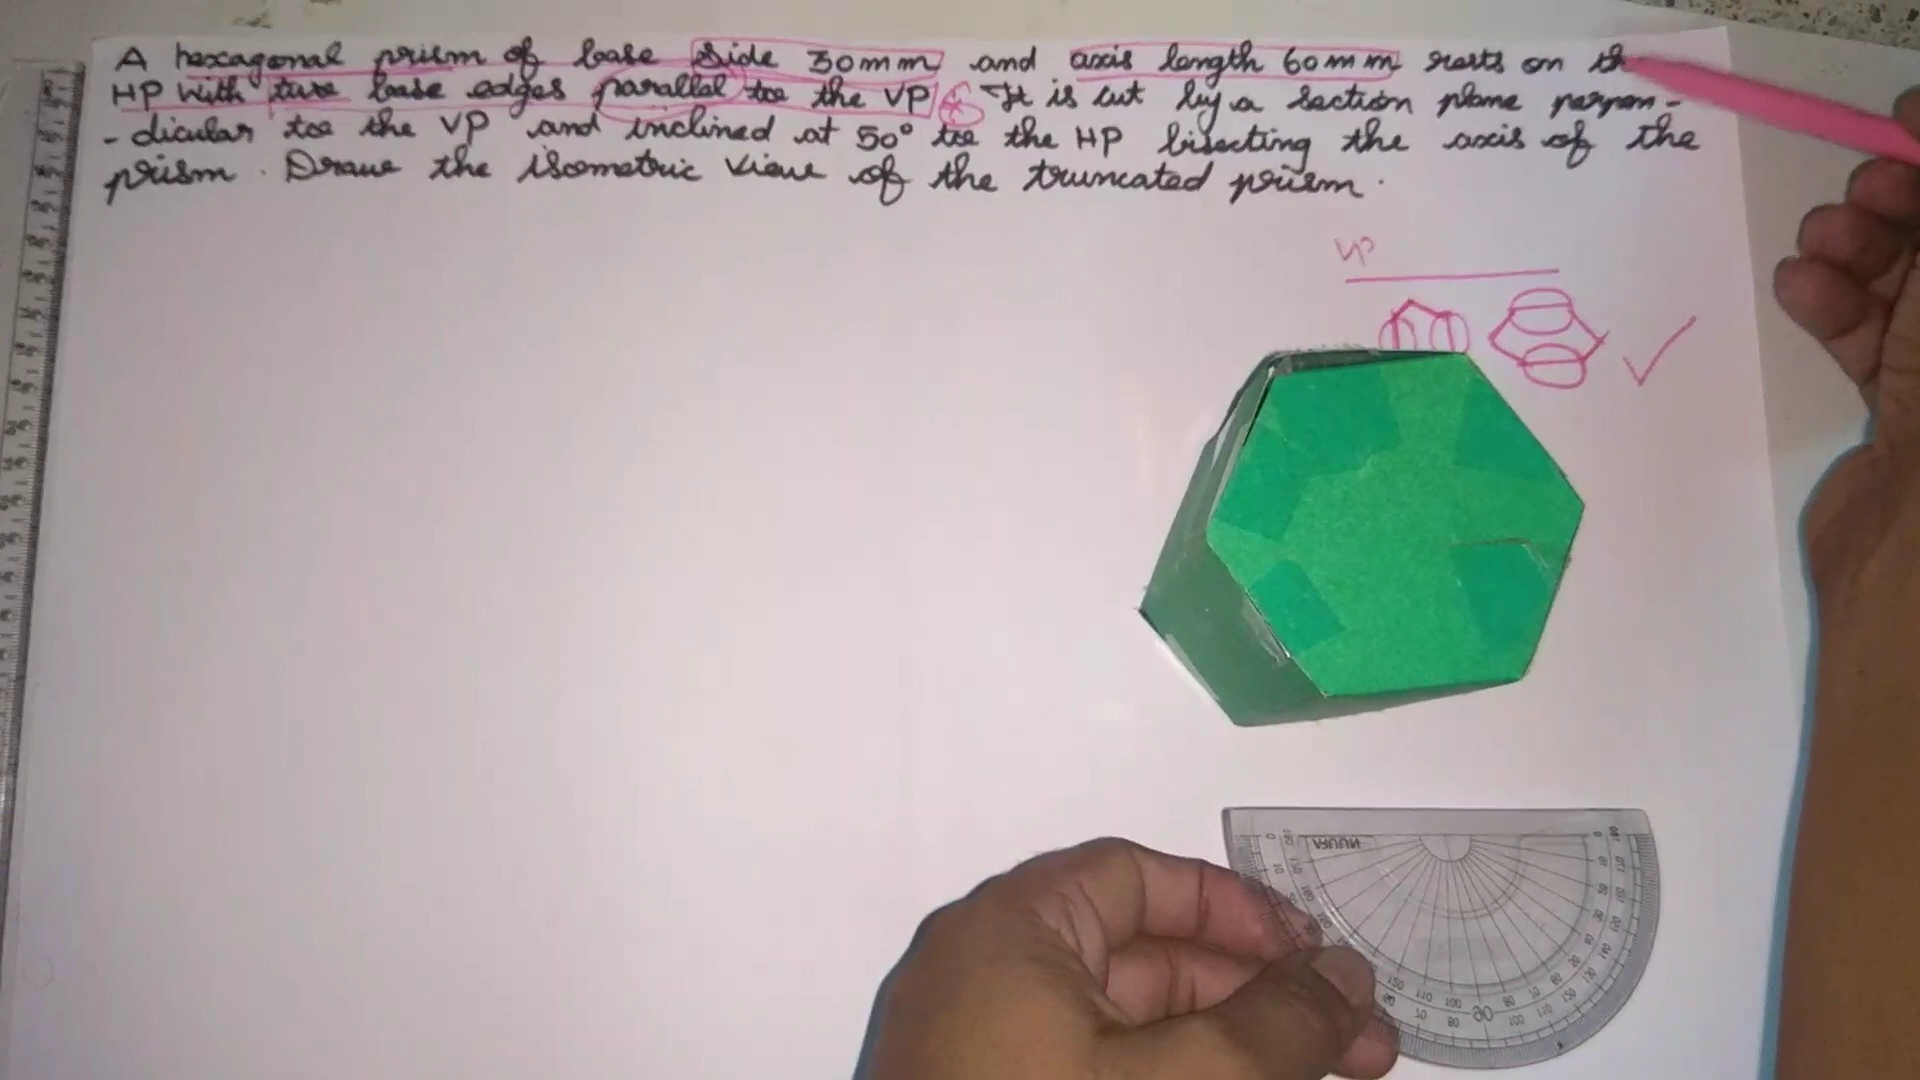 A hexagonal prism of base side 30mm and axis length 60mm rests on th
HP with two base edges parallel to the VP. It is cut by a section plane perpen-
-dicular to the VP and inclined at 50° to the HP bisecting the axis of the
prism. Draw the isometric view of the truncated prism.
VP